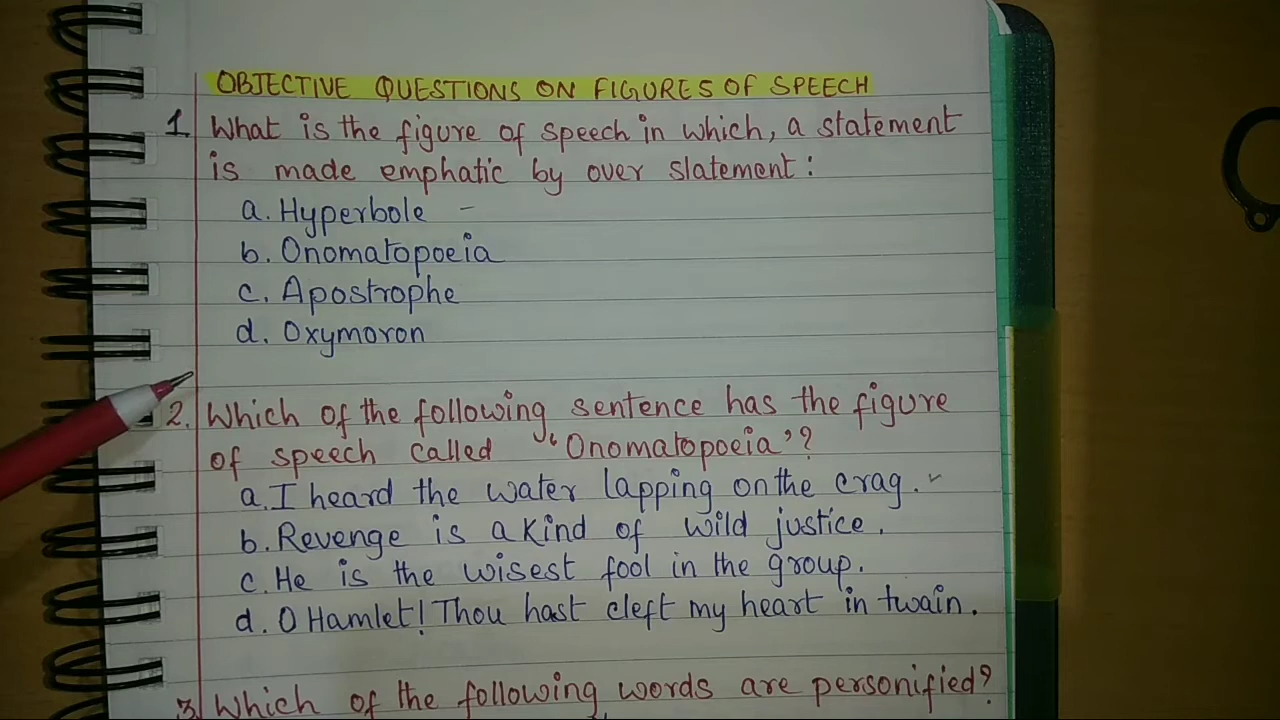 OBJECTIVE QUESTIONS ON FIGURES OF SPEECH
1. What is the figure of speech in which, a statement
is made emphatic by over slatement :
a. Hyperbole -
b. Onomatopoeia
c. Apostrophe
d. Oxymoron
2. Which of the following sentence has the figure
of speech called "Onomatopoeia'?
a. I heard the water lapping on the crag.
b. Revenge is a kind of wild justice.
c. He is the wisest fool in the group.
d. O Hamlet! Thou hast cleft my heart in twain.
3. Which of the following words are personified?